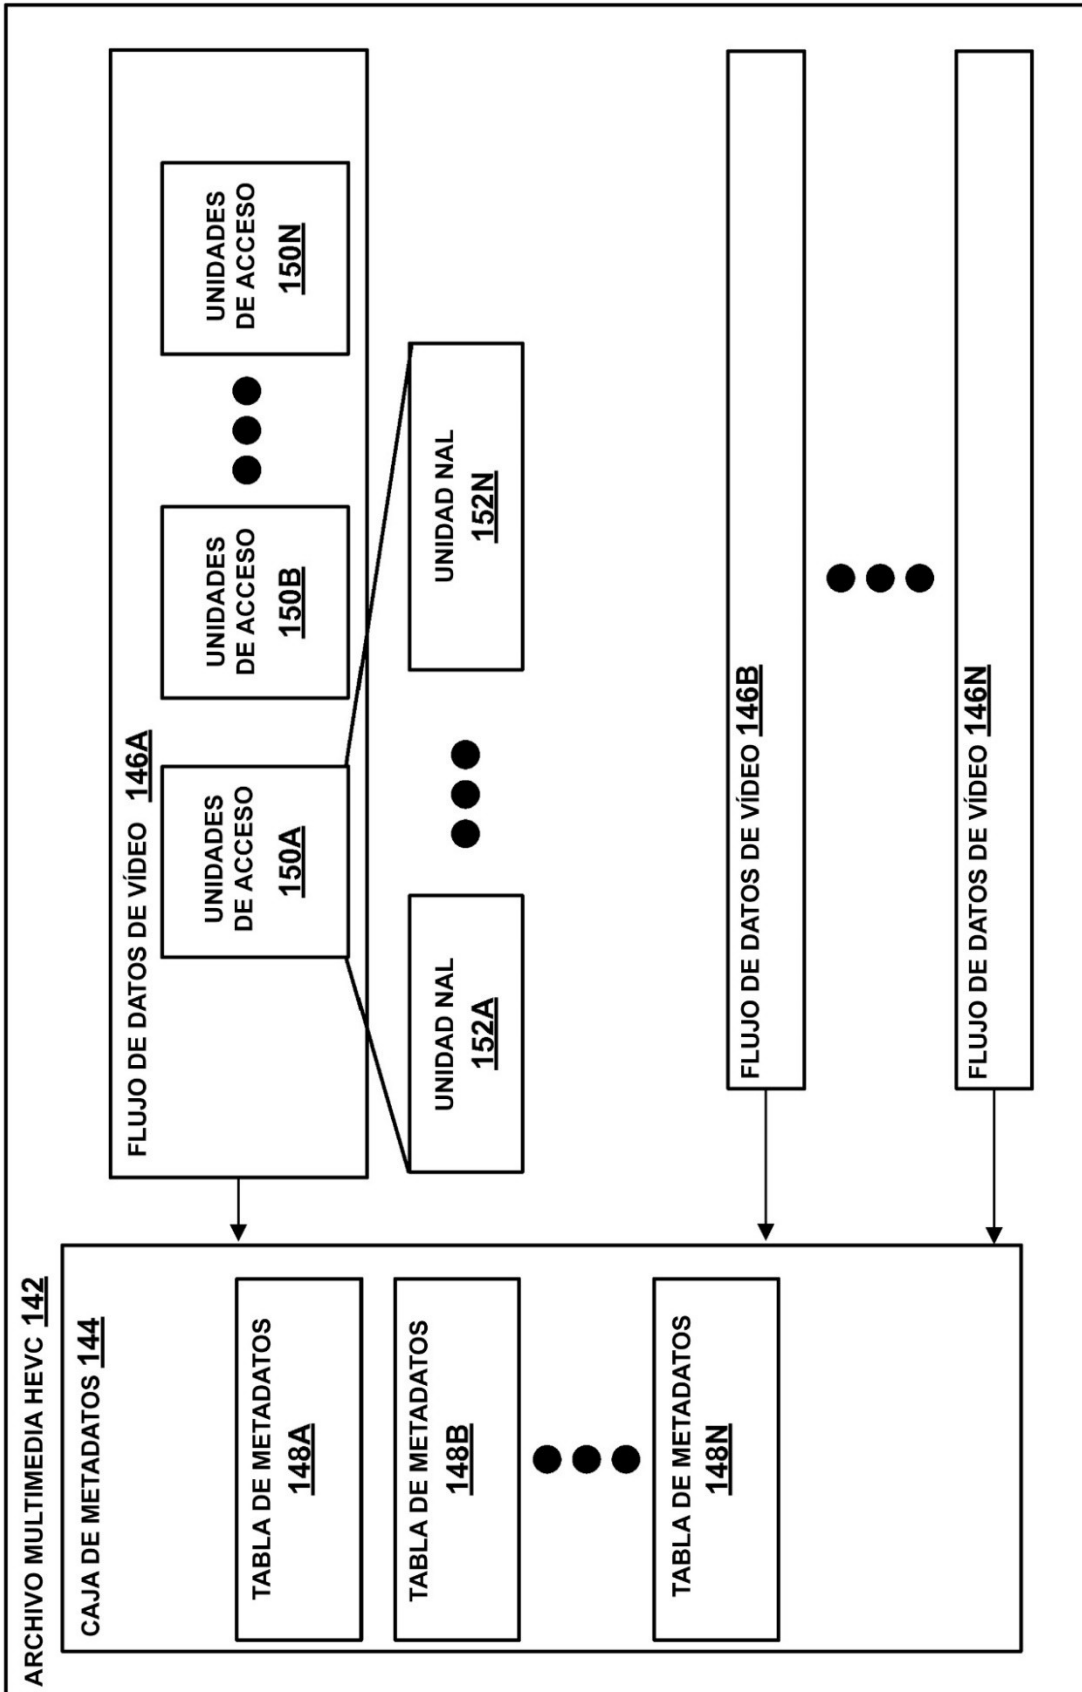 ARCHIVO MULTIMEDIA HEVC 142
CAJA DE METADATOS 144
TABLA DE METADATOS
148A
TABLA DE METADATOS
148B
TABLA DE METADATOS
148N
FLUJO DE DATOS DE VÍDEO 146A
UNIDADES
DE ACCESO
150A
UNIDADES
DE ACCESO
150B
UNIDADES
DE ACCESO
150N
UNIDAD NAL
152A
UNIDAD NAL
152N
FLUJO DE DATOS DE VÍDEO 146B
FLUJO DE DATOS DE VÍDEO 146N